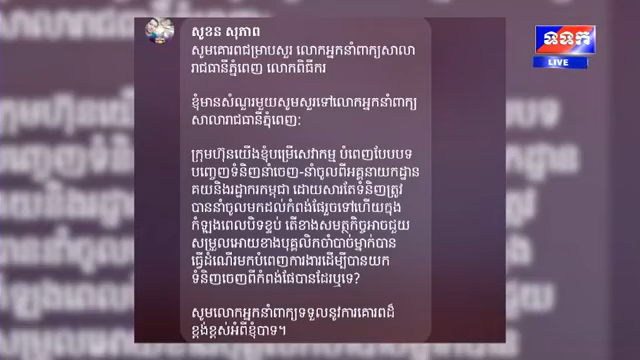 សុខន សុភាព
សូមគោរពជម្រាបសួរ លោកអ្នកនាំពាក្យសាលា
រាជធានីភ្នំពេញ លោកពិធីករ
ខ្ញុំមានសំណួរមួយសូមសួរទៅលោកអ្នកនាំពាក្យ
សាលារាជធានីភ្នំពេញ:
ក្រុមហ៊ុនយើងខ្ញុំបម្រើសេវាកម្ម បំពេញបែបបទ
បញ្ចេញទំនិញនាំចេញ-នាំចូលពីអគ្គនាយកដ្ឋាន
គយនិងរដ្ឋាករកម្ពុជា ដោយសារតែទំនិញត្រូវ
បាននាំចូលមកដល់កំពង់ផែរួចទៅហើយក្នុង
កំឡុងពេលបិទខ្ទប់ តើខាងសមត្ថកិច្ចអាចជួយ
សម្រួលអោយខាងបុគ្គលិកចាំបាច់ម្នាក់បាន
ធ្វើដំណើរមកបំពេញការងារដើម្បីបានយក
ទំនិញចេញពីកំពង់ផែបានដែរឬទេ?
សូមលោកអ្នកនាំពាក្យទទួលនូវការគោរពដ៏
ខ្ពង់ខ្ពស់អំពីខ្ញុំបាទ។
ទទក
LIVE